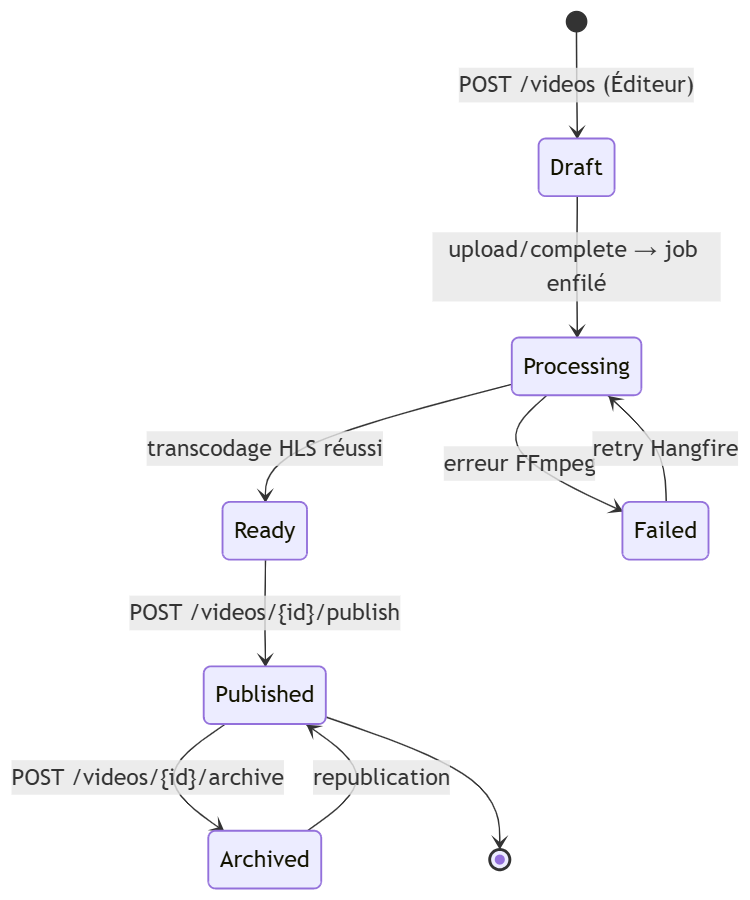 POST /videos (Éditeur)
Draft
upload/complete → job
enfilé
Processing
transcodage HLS réussi
erreur FFmpeg
retry Hangfire
Ready
Failed
POST /videos/{id}/publish
Published
POST /videos/{id}/archive
republication
Archived